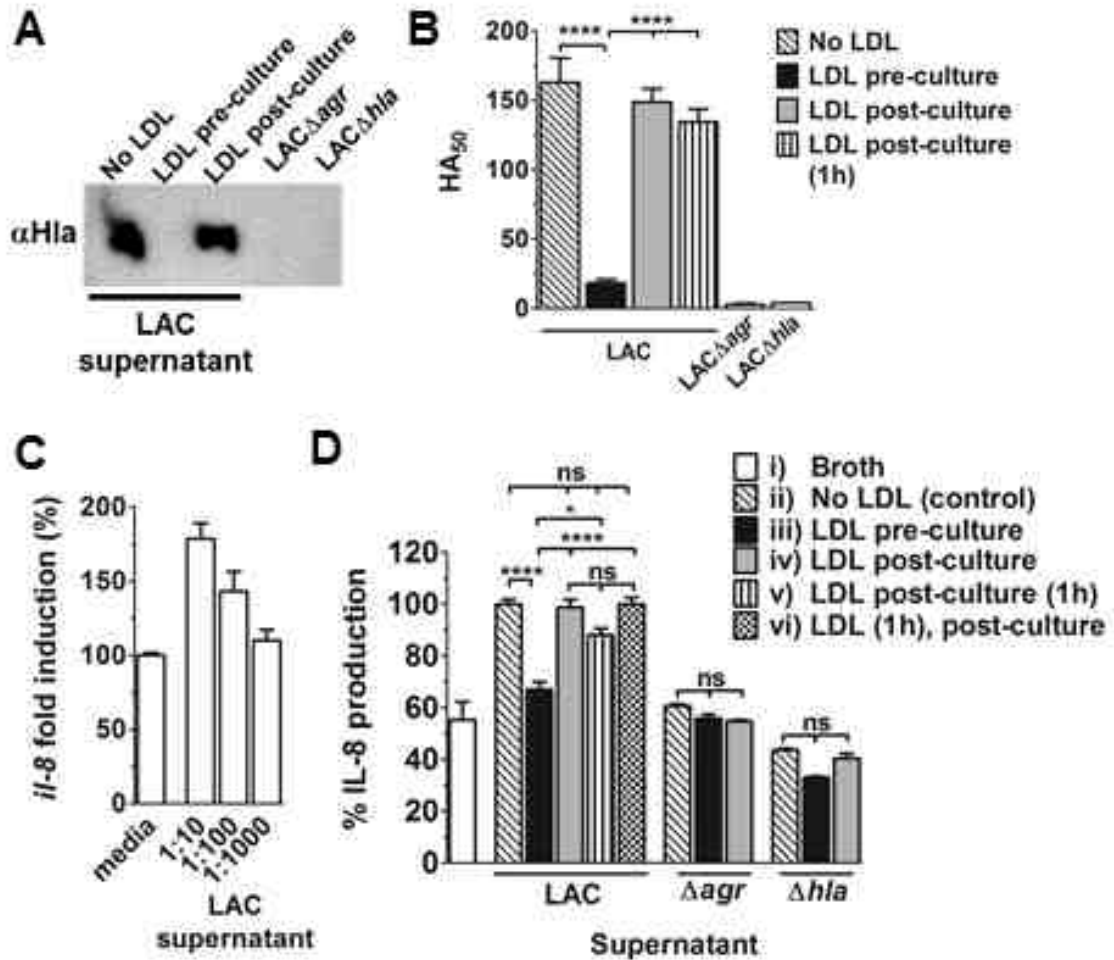 A
No LDL
LDL pre-culture
LDL post-culture
LACΔagr
LACΔhla
αHla
LAC
supernatant
B
****
****
HA50
200
150
100
50
0
LAC
LACΔagr
LACΔhla
No LDL
LDL pre-culture
LDL post-culture
LDL post-culture
(1h)
C
il-8 fold induction (%)
200
150
100
50
0
media
1:10
1:100
1:1000
LAC
supernatant
D
% IL-8 production
120
100
80
60
40
20
0
ns
*
****
****
ns
ns
ns
LAC
Δagr
Δhla
Supernatant
i) Broth
ii) No LDL (control)
iii) LDL pre-culture
iv) LDL post-culture
v) LDL post-culture (1h)
vi) LDL (1h), post-culture